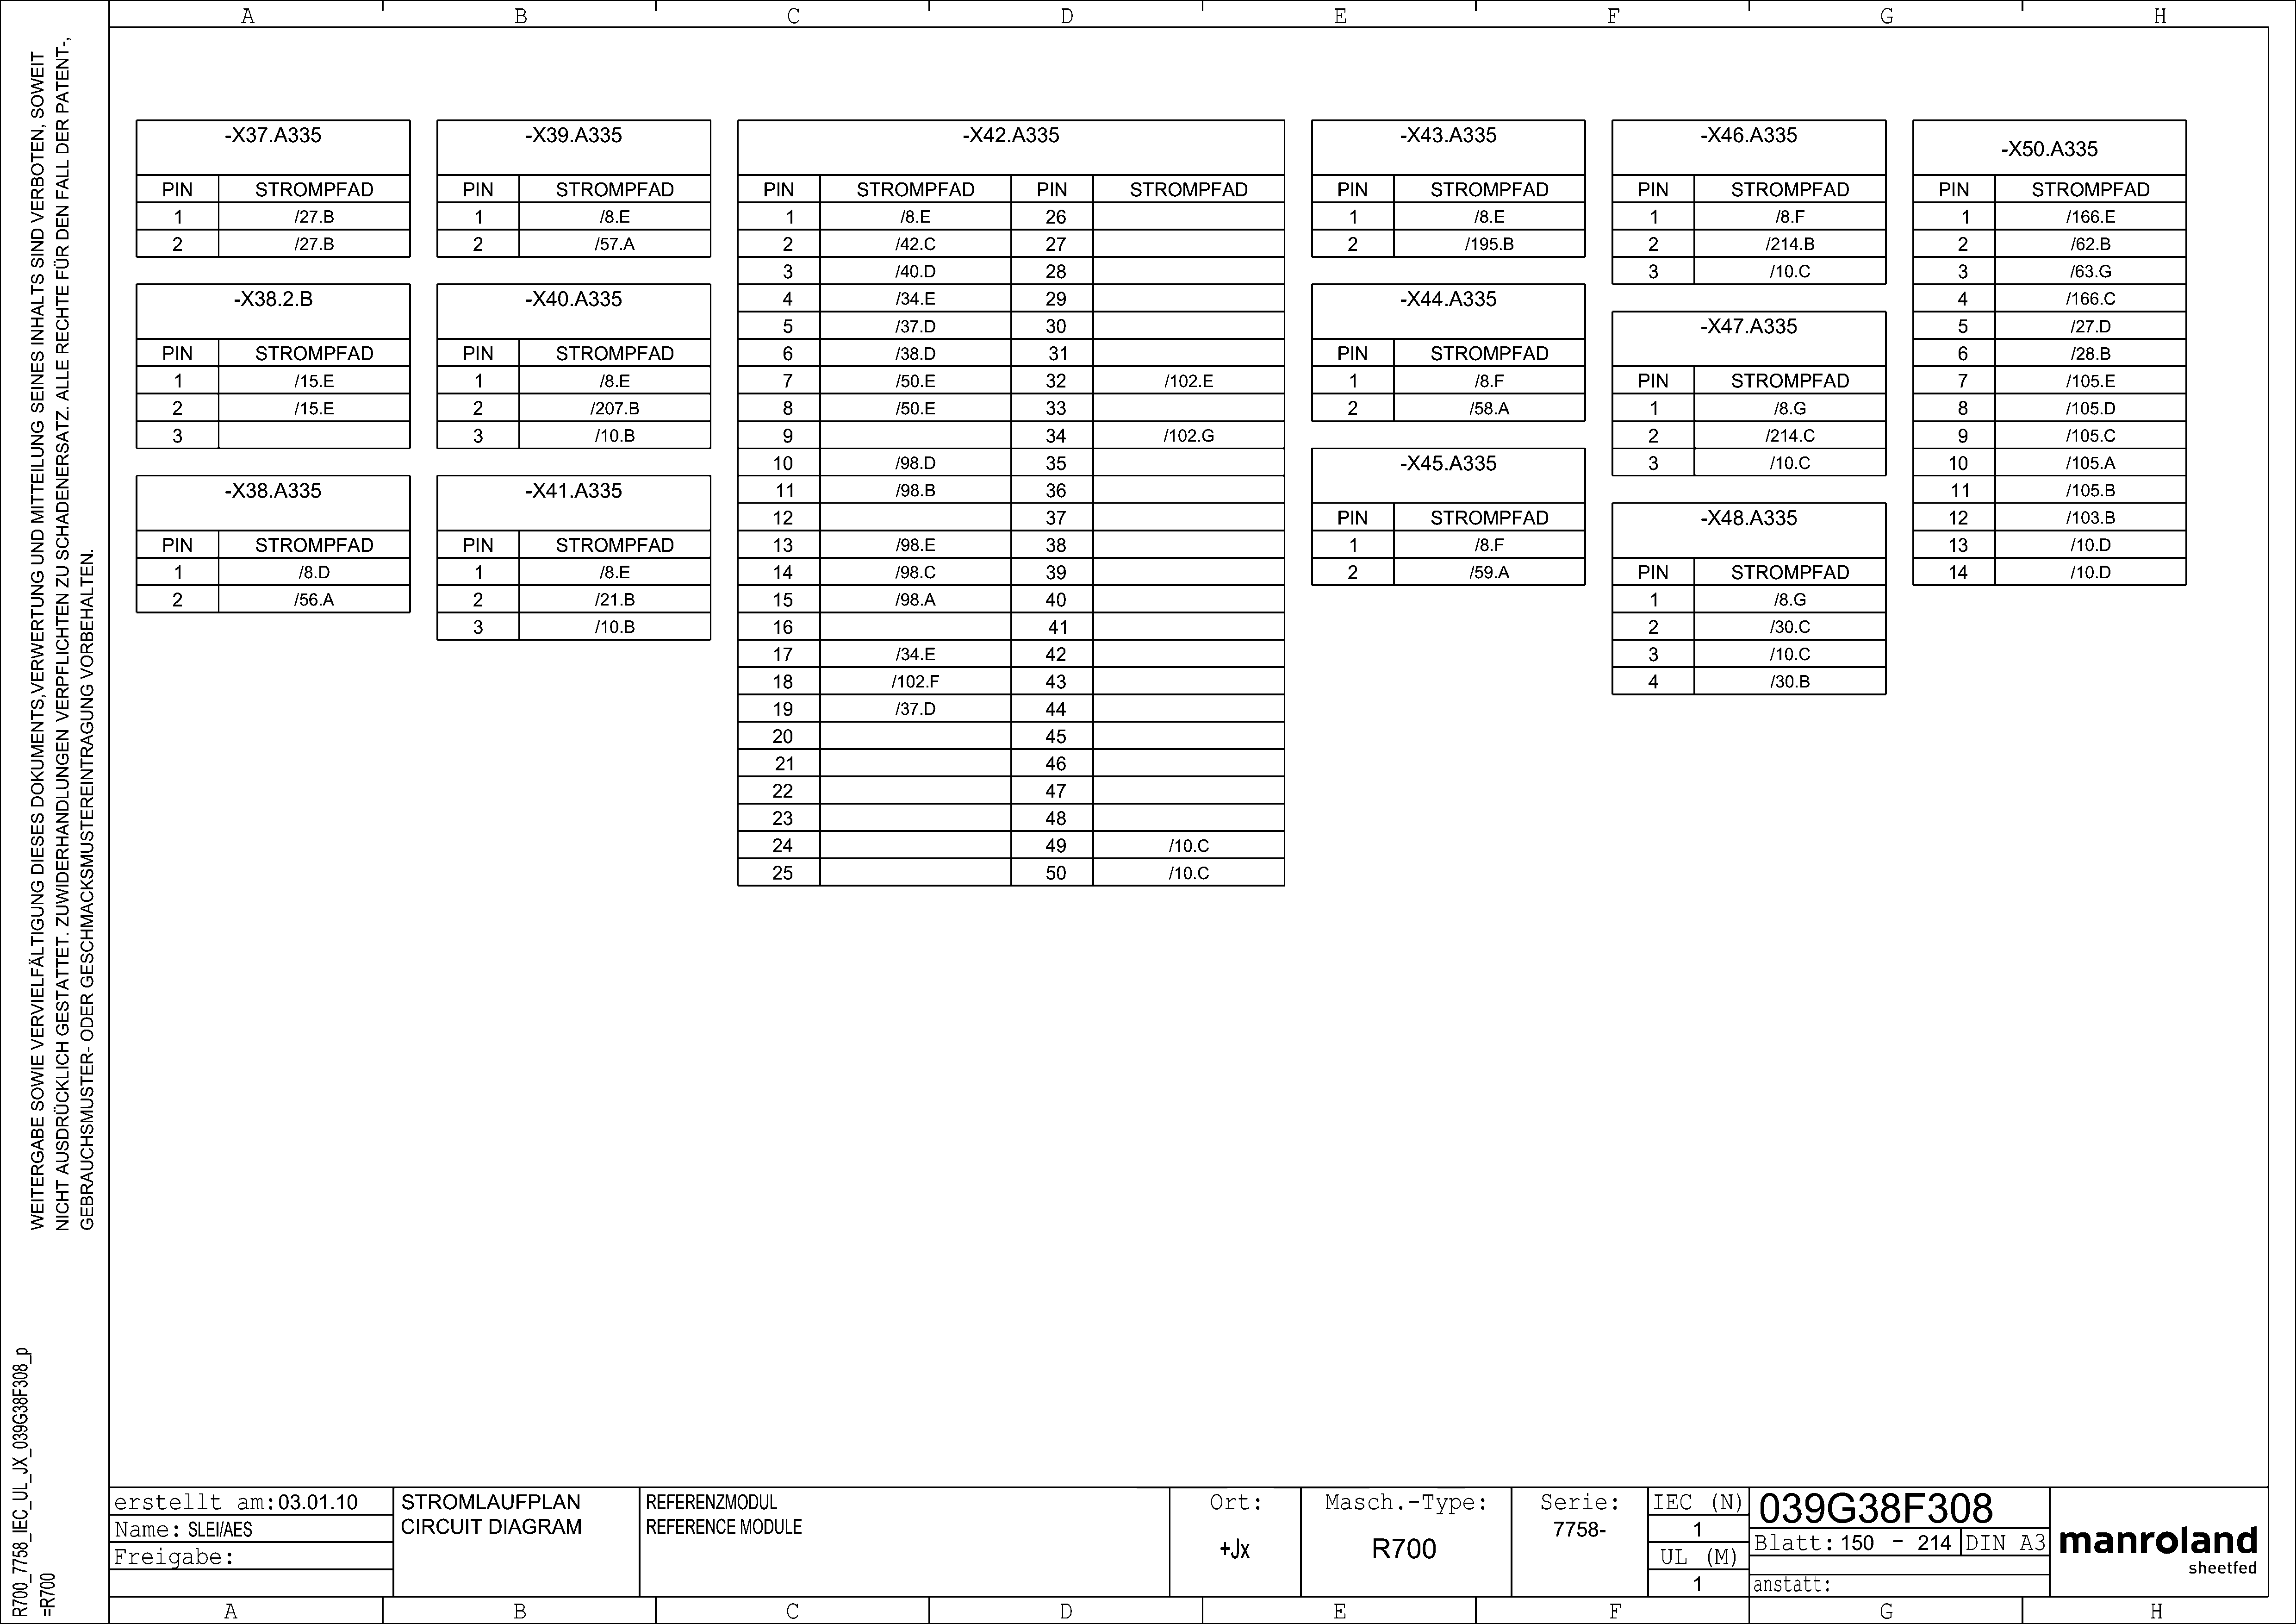 A B C D E F G H
WEITERGABE SOWIE VERVIELFÄLTIGUNG DIESES DOKUMENTS,VERWERTUNG UND MITTEILUNG SEINES INHALTS SIND VERBOTEN, SOWEIT
NICHT AUSDRÜCKLICH GESTATTET. ZUWIDERHANDLUNGEN VERPFLICHTEN ZU SCHADENERSATZ. ALLE RECHTE FÜR DEN FALL DER PATENT-,
GEBRAUCHSMUSTER- ODER GESCHMACKSMUSTEREINTRAGUNG VORBEHALTEN.
R700_7758_IEC_UL_JX_039G38F308_p
=R700
-X37.A335
PIN STROMPFAD
1 /27.B
2 /27.B
-X38.2.B
PIN STROMPFAD
1 /15.E
2 /15.E
3
-X38.A335
PIN STROMPFAD
1 /8.D
2 /56.A
-X39.A335
PIN STROMPFAD
1 /8.E
2 /57.A
-X40.A335
PIN STROMPFAD
1 /8.E
2 /207.B
3 /10.B
-X41.A335
PIN STROMPFAD
1 /8.E
2 /21.B
3 /10.B
-X42.A335
PIN STROMPFAD PIN STROMPFAD
1 /8.E 26
2 /42.C 27
3 /40.D 28
4 /34.E 29
5 /37.D 30
6 /38.D 31
7 /50.E 32 /102.E
8 /50.E 33
9 34 /102.G
10 /98.D 35
11 /98.B 36
12 37
13 /98.E 38
14 /98.C 39
15 /98.A 40
16 41
17 /34.E 42
18 /102.F 43
19 /37.D 44
20 45
21 46
22 47
23 48
24 49 /10.C
25 50 /10.C
-X43.A335
PIN STROMPFAD
1 /8.E
2 /195.B
-X44.A335
PIN STROMPFAD
1 /8.F
2 /58.A
-X45.A335
PIN STROMPFAD
1 /8.F
2 /59.A
-X46.A335
PIN STROMPFAD
1 /8.F
2 /214.B
3 /10.C
-X47.A335
PIN STROMPFAD
1 /8.G
2 /214.C
3 /10.C
-X48.A335
PIN STROMPFAD
1 /8.G
2 /30.C
3 /10.C
4 /30.B
-X50.A335
PIN STROMPFAD
1 /166.E
2 /62.B
3 /63.G
4 /166.C
5 /27.D
6 /28.B
7 /105.E
8 /105.D
9 /105.C
10 /105.A
11 /105.B
12 /103.B
13 /10.D
14 /10.D
erstellt am: 03.01.10
Name: SLEI/AES
Freigabe:
STROMLAUFPLAN
CIRCUIT DIAGRAM
REFERENZMODUL
REFERENCE MODULE
Ort:
+Jx
Masch.-Type:
R700
Serie:
7758-
IEC (N)
1
UL (M)
1
039G38F308
Blatt: 150 - 214 DIN A3
anstatt:
manroland
sheetfed
A B C D E F G H